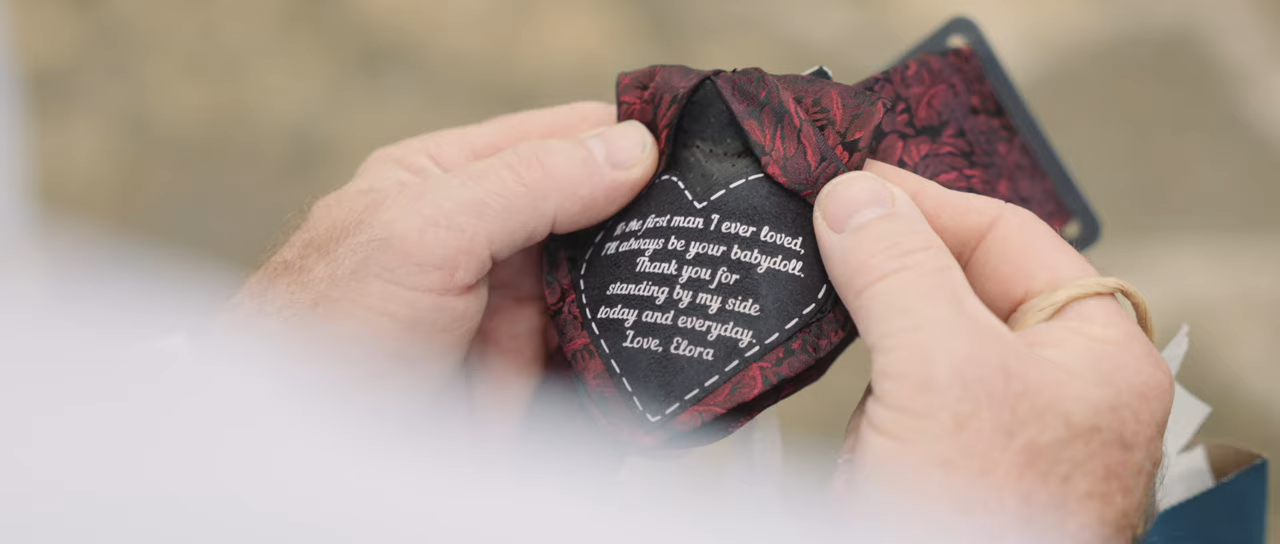 To the first man I ever loved,
I'll always be your babydoll.
Thank you for
standing by my side
today and everyday.
Love, Elora